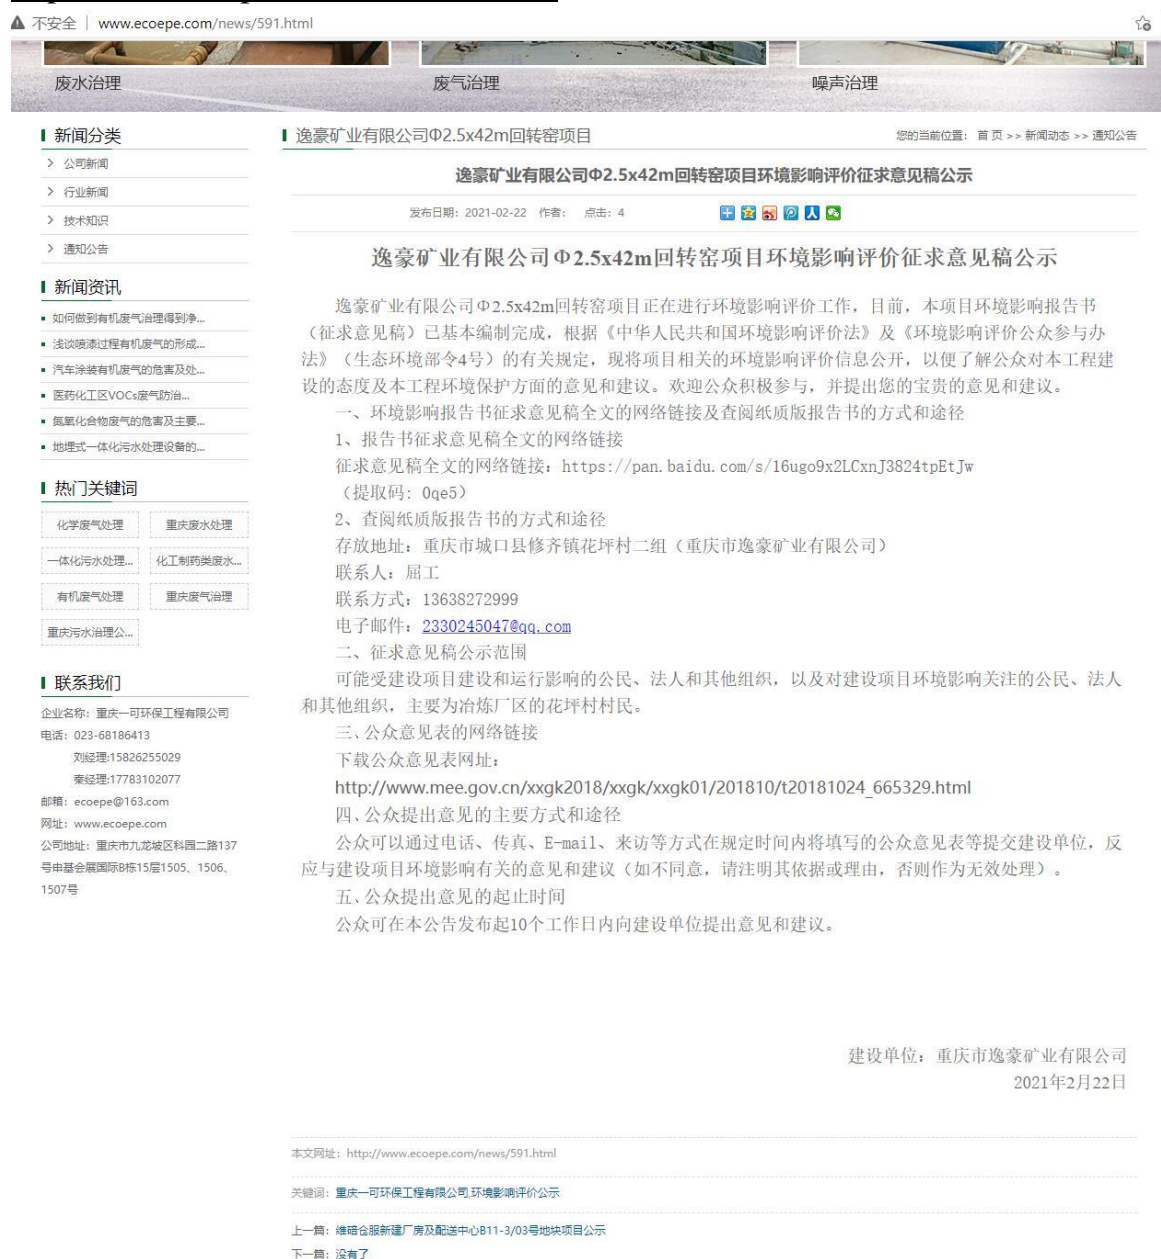 不安全 | www.ecoepe.com/news/591.html
废水治理
废气治理
噪声治理
新闻分类
> 公司新闻
> 行业新闻
> 技术知识
> 通知公告
新闻资讯
如何做到有机废气治理得到净...
浅谈喷漆过程有机废气的形成...
汽车涂装有机废气的危害及处...
医药化工区VOCs废气防治...
氮氧化合物废气的危害及主要...
地埋式一体化污水处理设备的...
热门关键词
化学废气处理
重庆废水处理
一体化污水处理...
化工制药类废水...
有机废气处理
重庆废气治理
重庆污水治理公...
联系我们
企业名称：重庆一可环保工程有限公司
电话：023-68186413
刘经理:15826255029
秦经理:17783102077
邮箱：ecoepe@163.com
网址：www.ecoepe.com
公司地址：重庆市九龙坡区科园二路137
号申基会展国际B栋15层1505、1506、
1507号
逸豪矿业有限公司Φ2.5x42m回转窑项目
您的当前位置： 首 页 >> 新闻动态 >> 通知公告
逸豪矿业有限公司Φ2.5x42m回转窑项目环境影响评价征求意见稿公示
发布日期：2021-02-22 作者： 点击：4
逸豪矿业有限公司Φ2.5x42m回转窑项目环境影响评价征求意见稿公示
逸豪矿业有限公司Φ2.5x42m回转窑项目正在进行环境影响评价工作，目前，本项目环境影响报告书
（征求意见稿）已基本编制完成，根据《中华人民共和国环境影响评价法》及《环境影响评价公众参与办
法》（生态环境部令4号）的有关规定，现将项目相关的环境影响评价信息公开，以便了解公众对本工程建
设的态度及本工程环境保护方面的意见和建议。欢迎公众积极参与，并提出您的宝贵的意见和建议。
一、环境影响报告书征求意见稿全文的网络链接及查阅纸质版报告书的方式和途径
1、报告书征求意见稿全文的网络链接
征求意见稿全文的网络链接：https://pan.baidu.com/s/16ugo9x2LCxnJ3824tpEtJw
（提取码: 0qe5）
2、查阅纸质版报告书的方式和途径
存放地址：重庆市城口县修齐镇花坪村二组（重庆市逸豪矿业有限公司）
联系人：屈工
联系方式：13638272999
电子邮件：2330245047@qq.com
二、征求意见稿公示范围
可能受建设项目建设和运行影响的公民、法人和其他组织，以及对建设项目环境影响关注的公民、法人
和其他组织，主要为冶炼厂区的花坪村村民。
三、公众意见表的网络链接
下载公众意见表网址：
http://www.mee.gov.cn/xxgk2018/xxgk/xxgk01/201810/t20181024_665329.html
四、公众提出意见的主要方式和途径
公众可以通过电话、传真、E-mail、来访等方式在规定时间内将填写的公众意见表等提交建设单位，反
应与建设项目环境影响有关的意见和建议（如不同意，请注明其依据或理由，否则作为无效处理）。
五、公众提出意见的起止时间
公众可在本公告发布起10个工作日内向建设单位提出意见和建议。
建设单位：重庆市逸豪矿业有限公司
2021年2月22日
本文网址：http://www.ecoepe.com/news/591.html
关键词：重庆一可环保工程有限公司,环境影响评价公示
上一篇：维碚仓服新建厂房及配送中心B11-3/03号地块项目公示
下一篇：没有了